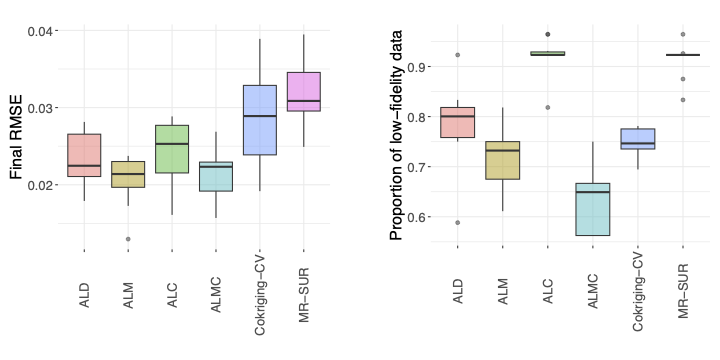 Final RMSE
0.04
0.03
0.02
ALD
ALM
ALC
ALMC
Cokriging−CV
MR−SUR
Proportion of low−fidelity data
0.9
0.8
0.7
0.6
ALD
ALM
ALC
ALMC
Cokriging−CV
MR−SUR